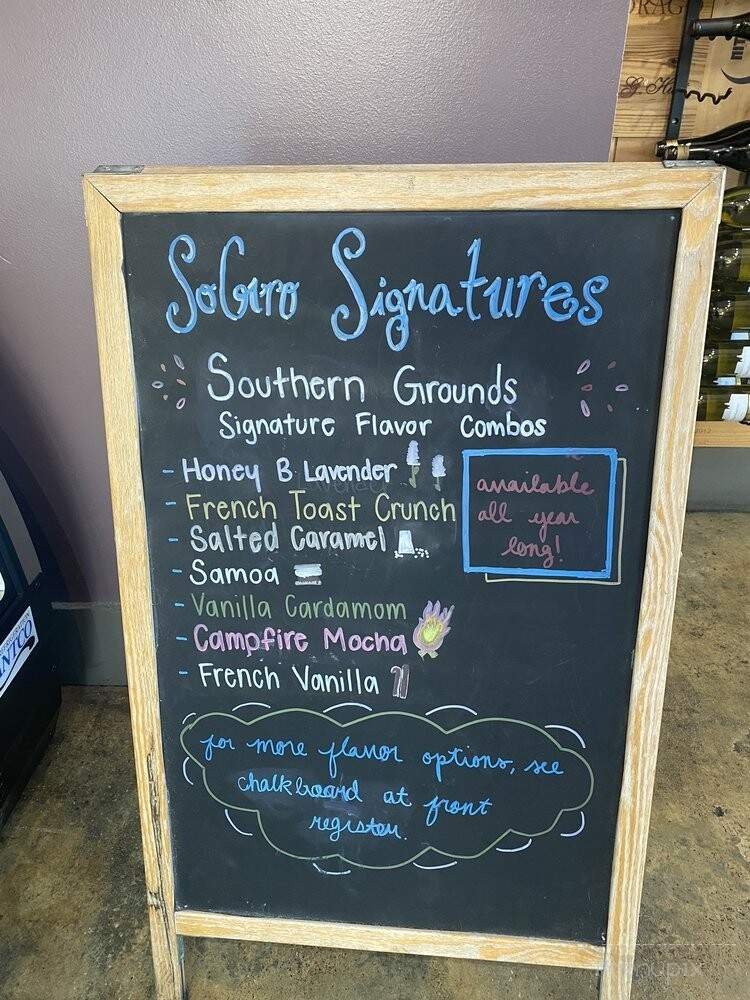 SoGro Signatures
Southern Grounds
Signature Flavor Combos
- Honey B Lavender
- French Toast Crunch
- Salted Caramel
- Samoa
- Vanilla Cardamom
- Campfire Mocha
- French Vanilla
available
all year
long!
for more flavor options, see
chalkboard at front
register.
DRAGO